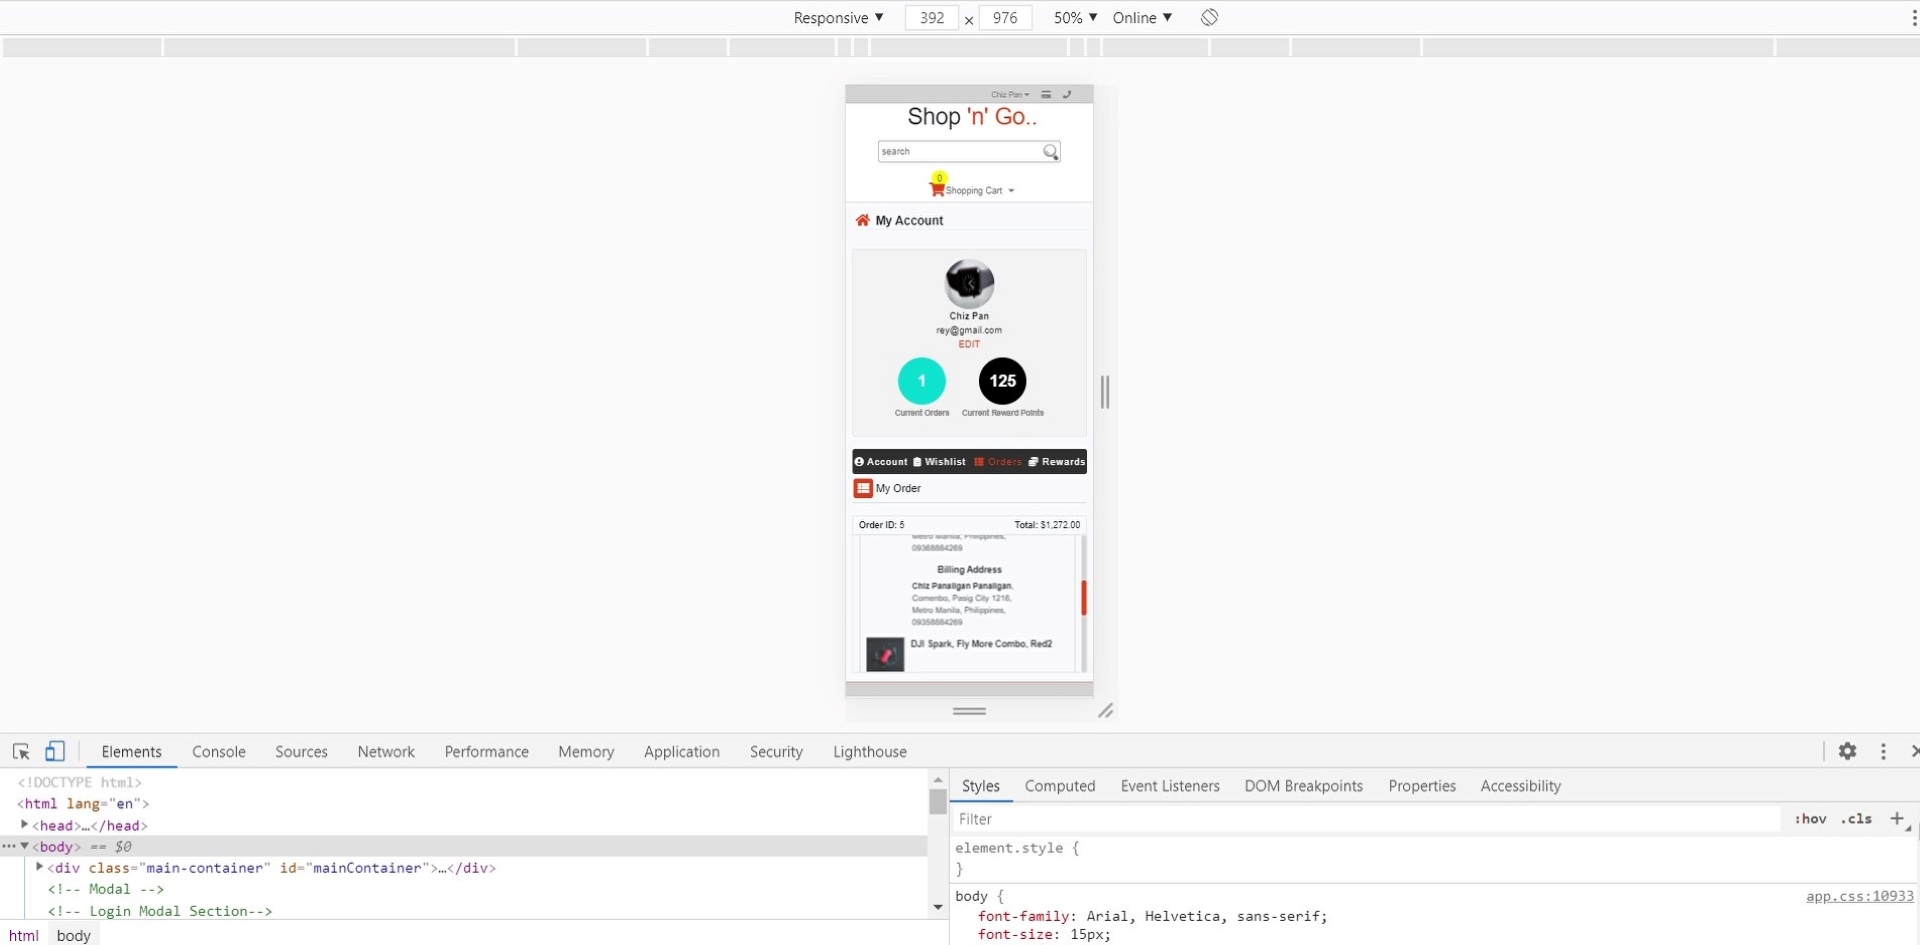 Responsive ▼ 392 × 976 50% ▼ Online ▼
Chiz Pan
Shop 'n' Go..
search
0
Shopping Cart
My Account
Chiz Pan
rey@gmail.com
EDIT
1 125
Current Orders Current Reward Points
Account Wishlist Orders Rewards
My Order
Order ID: 5 Total: $1,272.00
Metro Manila, Philippines,
09368884269
Billing Address
Chiz Panaligan Panaligan,
Comenbo, Pasig City 1216,
Metro Manila, Philippines,
09358884269
DJI Spark, Fly More Combo, Red2
Elements Console Sources Network Performance Memory Application Security Lighthouse
<!DOCTYPE html>
<html lang="en">
<head>…</head>
<body> == $0
<div class="main-container" id="mainContainer">…</div>
<!-- Modal -->
<!-- Login Modal Section-->
html body
Styles Computed Event Listeners DOM Breakpoints Properties Accessibility
Filter :hov .cls +
element.style {
}
body { app.css:10933
font-family: Arial, Helvetica, sans-serif;
font-size: 15px;